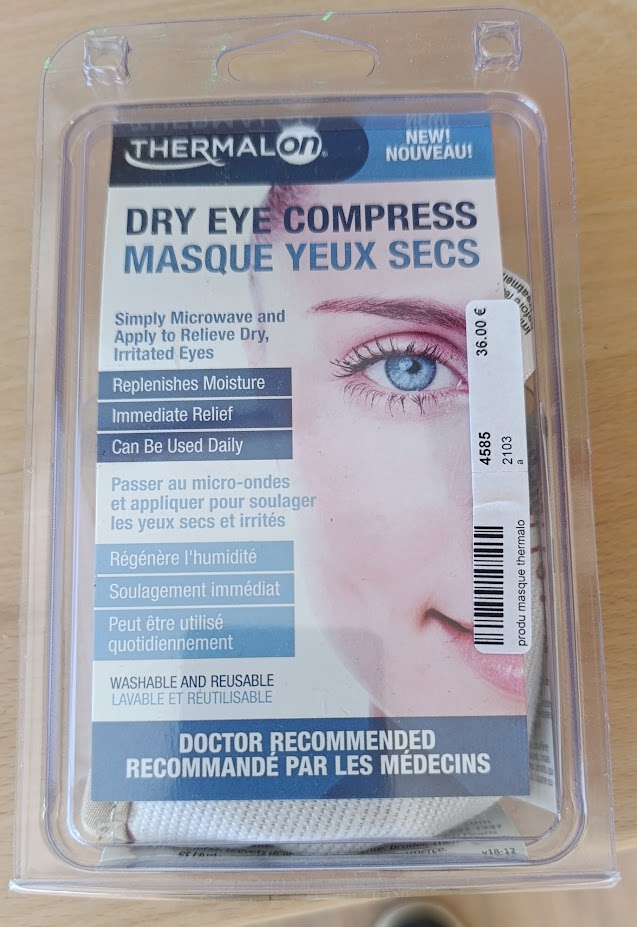 THERMALON®
NEW!
NOUVEAU!
DRY EYE COMPRESS
MASQUE YEUX SECS
Simply Microwave and
Apply to Relieve Dry,
Irritated Eyes
Replenishes Moisture
Immediate Relief
Can Be Used Daily
Passer au micro-ondes
et appliquer pour soulager
les yeux secs et irrités
Régénère l'humidité
Soulagement immédiat
Peut être utilisé
quotidiennement
WASHABLE AND REUSABLE
LAVABLE ET RÉUTILISABLE
DOCTOR RECOMMENDED
RECOMMANDÉ PAR LES MÉDECINS
36.00 €
4585
2103
a
produ masque thermalo
v18-12